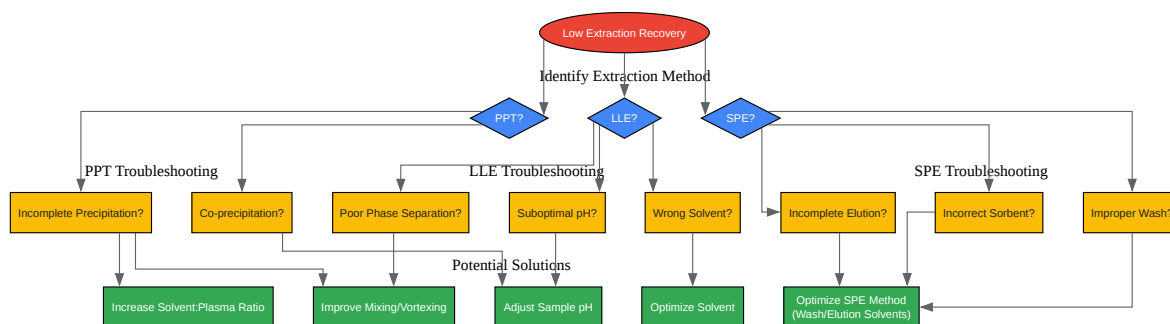 Low Extraction Recovery
Identify Extraction Method
PPT?
LLE?
SPE?
PPT Troubleshooting
LLE Troubleshooting
SPE Troubleshooting
Incomplete Precipitation?
Co-precipitation?
Poor Phase Separation?
Suboptimal pH?
Wrong Solvent?
Incomplete Elution?
Incorrect Sorbent?
Improper Wash?
Potential Solutions
Increase Solvent:Plasma Ratio
Improve Mixing/Vortexing
Adjust Sample pH
Optimize Solvent
Optimize SPE Method
(Wash/Elution Solvents)